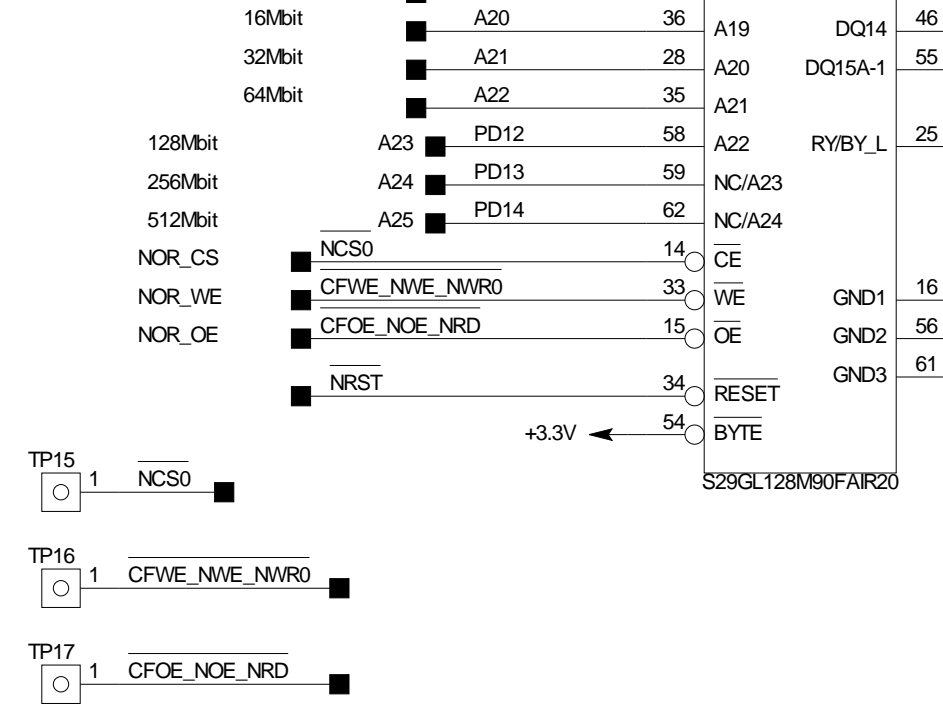 16Mbit A20 36 A19 DQ14 46
32Mbit A21 28 A20 DQ15A-1 55
64Mbit A22 35 A21
128Mbit A23 PD12 58 A22 RY/BY_L 25
256Mbit A24 PD13 59 NC/A23
512Mbit A25 PD14 62 NC/A24
NOR_CS NCS0 14 CE
NOR_WE CFWE_NWE_NWR0 33 WE GND1 16
NOR_OE CFOE_NOE_NRD 15 OE GND2 56
GND3 61
NRST 34 RESET
+3.3V 54 BYTE
S29GL128M90FAIR20
TP15 1 NCS0
TP16 1 CFWE_NWE_NWR0
TP17 1 CFOE_NOE_NRD